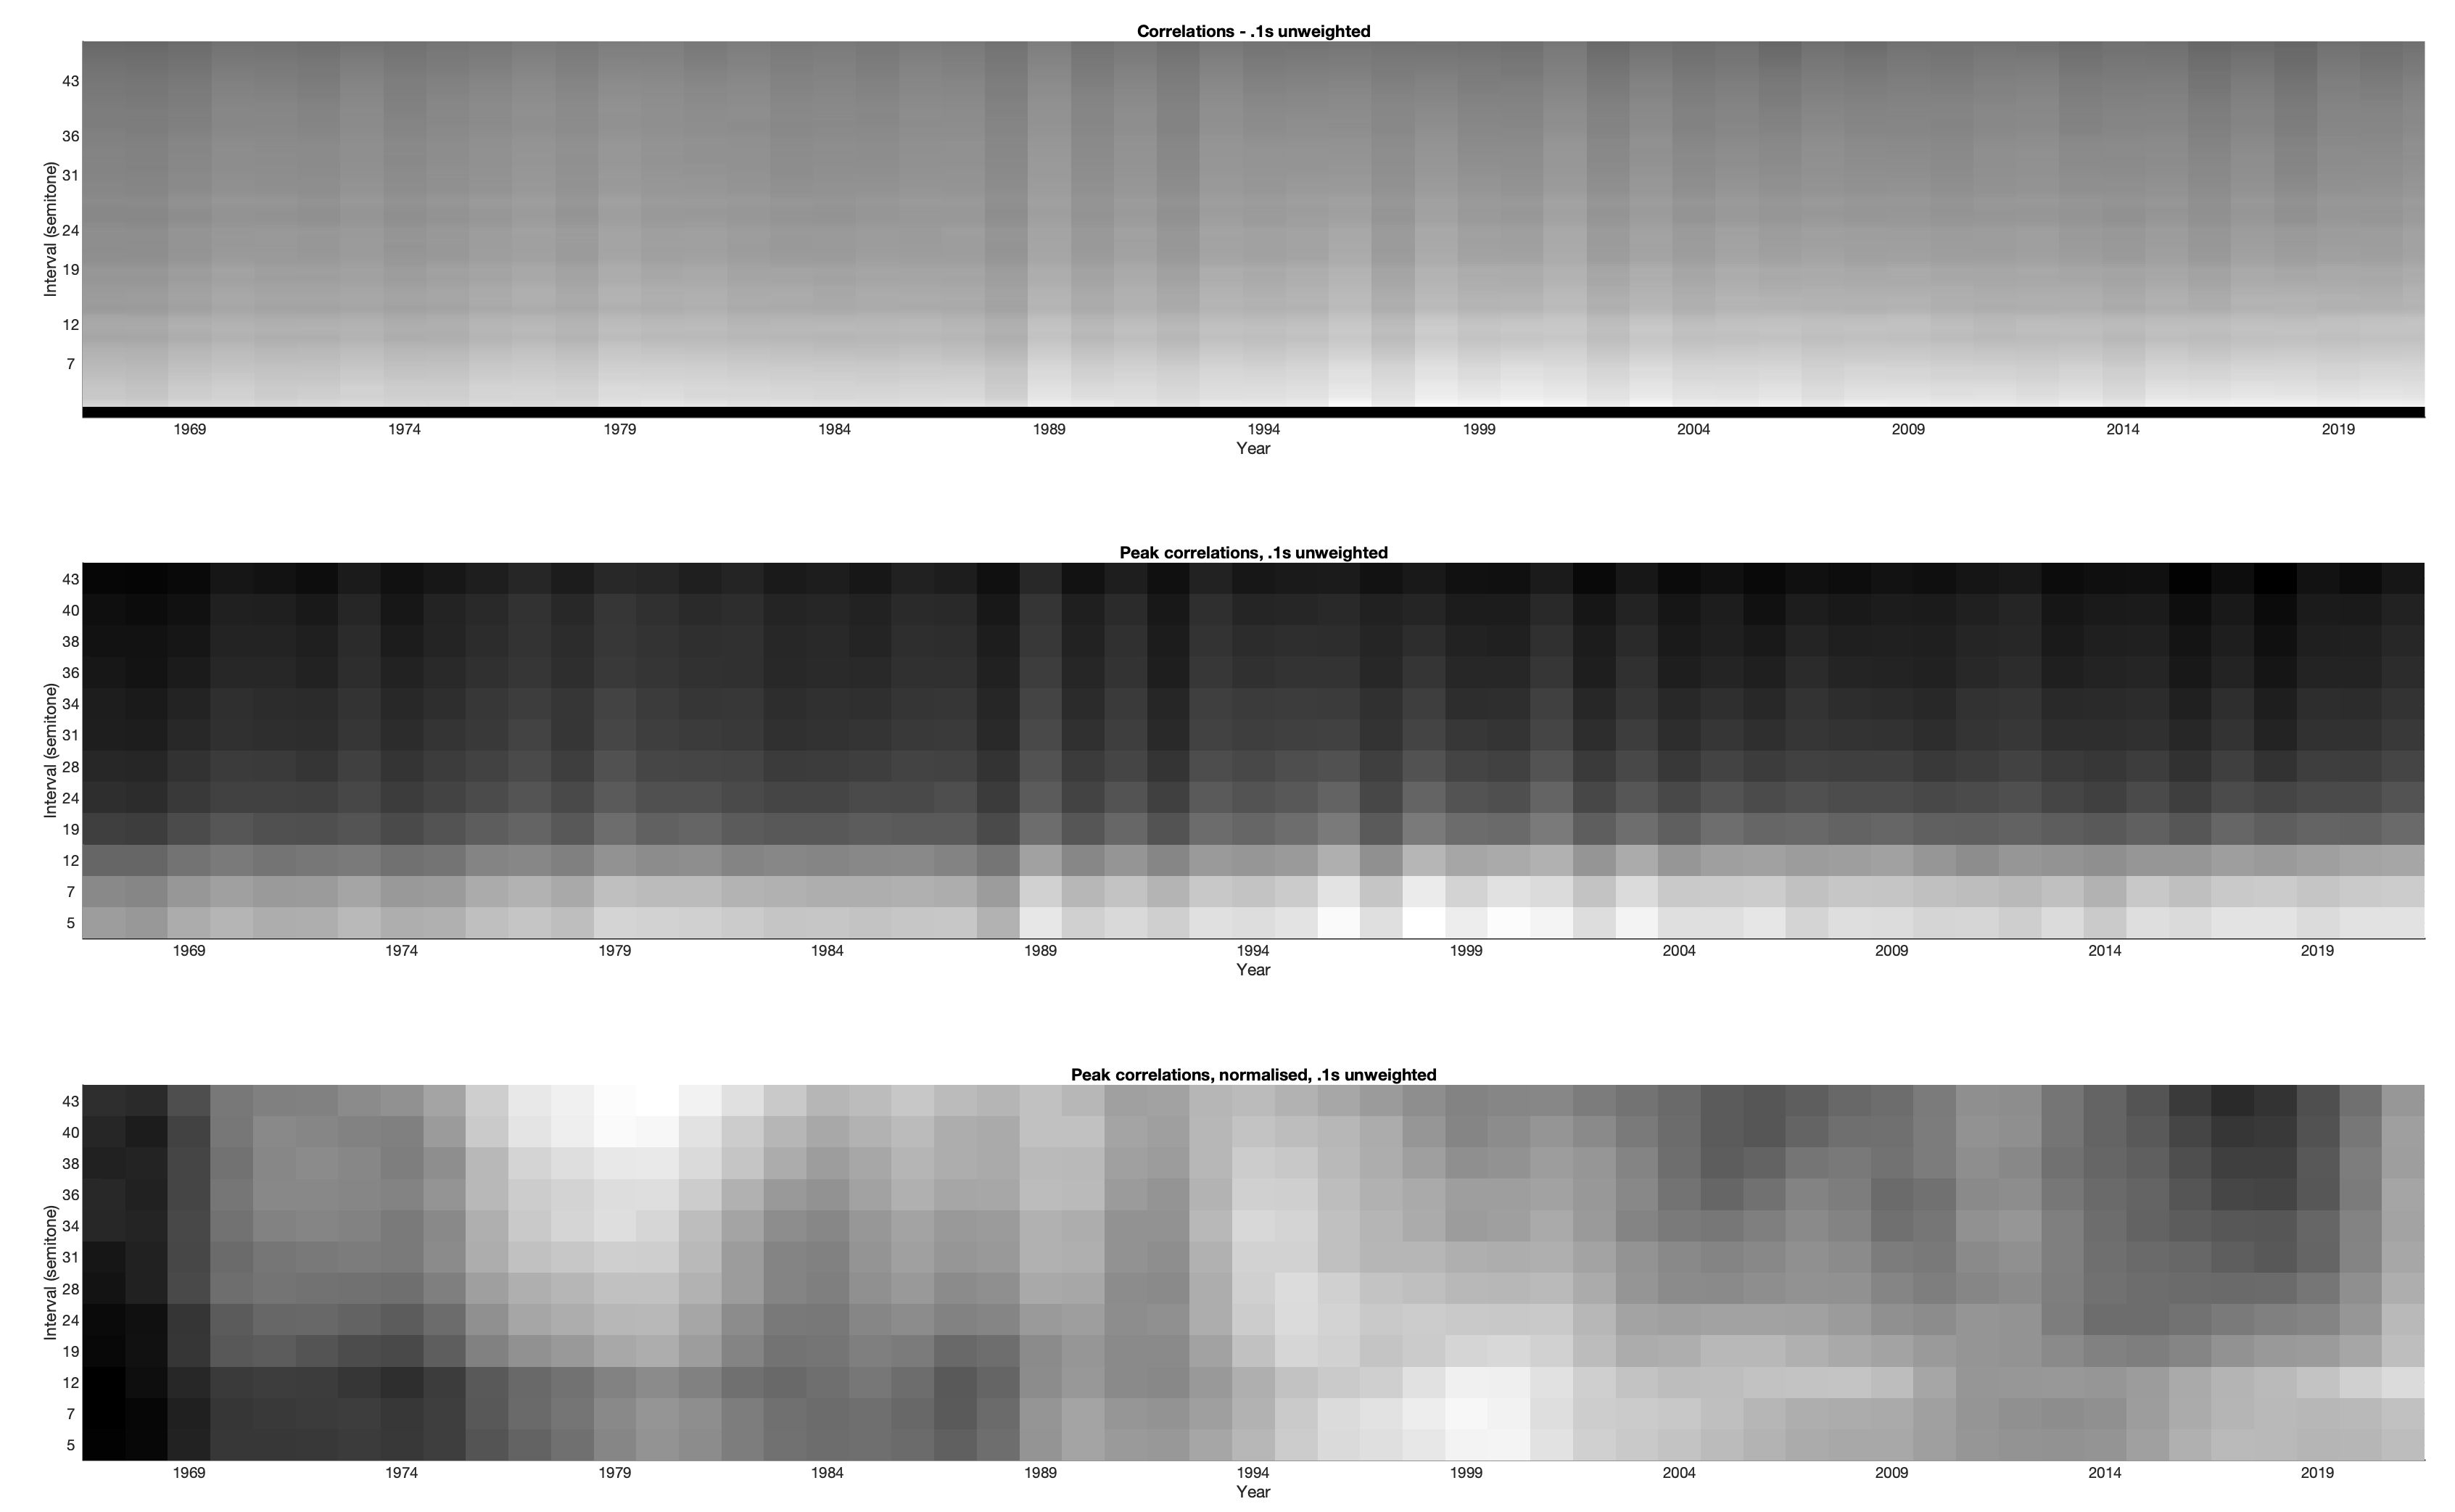 Correlations - .1s unweighted
Interval (semitone)
43
36
31
24
19
12
7
1969 1974 1979 1984 1989 1994 1999 2004 2009 2014 2019
Year
Peak correlations, .1s unweighted
Interval (semitone)
43
40
38
36
34
31
28
24
19
12
7
5
1969 1974 1979 1984 1989 1994 1999 2004 2009 2014 2019
Year
Peak correlations, normalised, .1s unweighted
Interval (semitone)
43
40
38
36
34
31
28
24
19
12
7
5
1969 1974 1979 1984 1989 1994 1999 2004 2009 2014 2019
Year